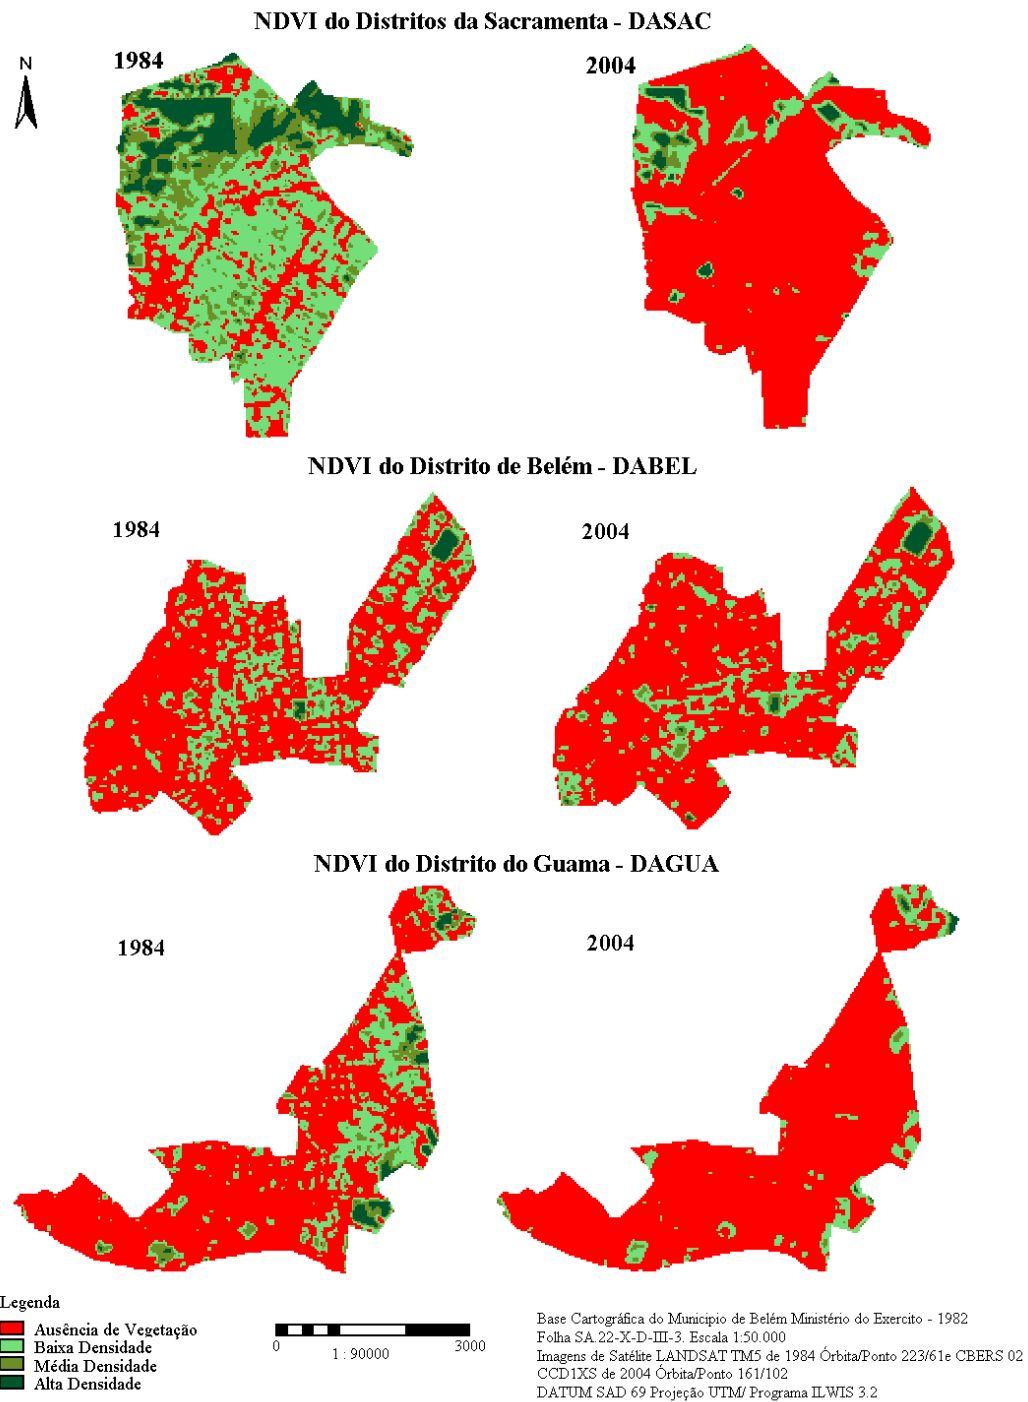 NDVI do Distritos da Sacramenta - DASAC
1984
2004
N
NDVI do Distrito de Belém - DABEL
1984
2004
NDVI do Distrito do Guama - DAGUA
1984
2004
Legenda
Ausência de Vegetação
Baixa Densidade
Média Densidade
Alta Densidade
0
3000
1 : 90000
Base Cartográfica do Municipio de Belém Ministério do Exercito - 1982
Folha SA.22-X-D-III-3. Escala 1:50.000
Imagens de Satélite LANDSAT TM5 de 1984 Órbita/Ponto 223/61e CBERS 02
CCD1XS de 2004 Órbita/Ponto 161/102
DATUM SAD 69 Projeção UTM/ Programa ILWIS 3.2